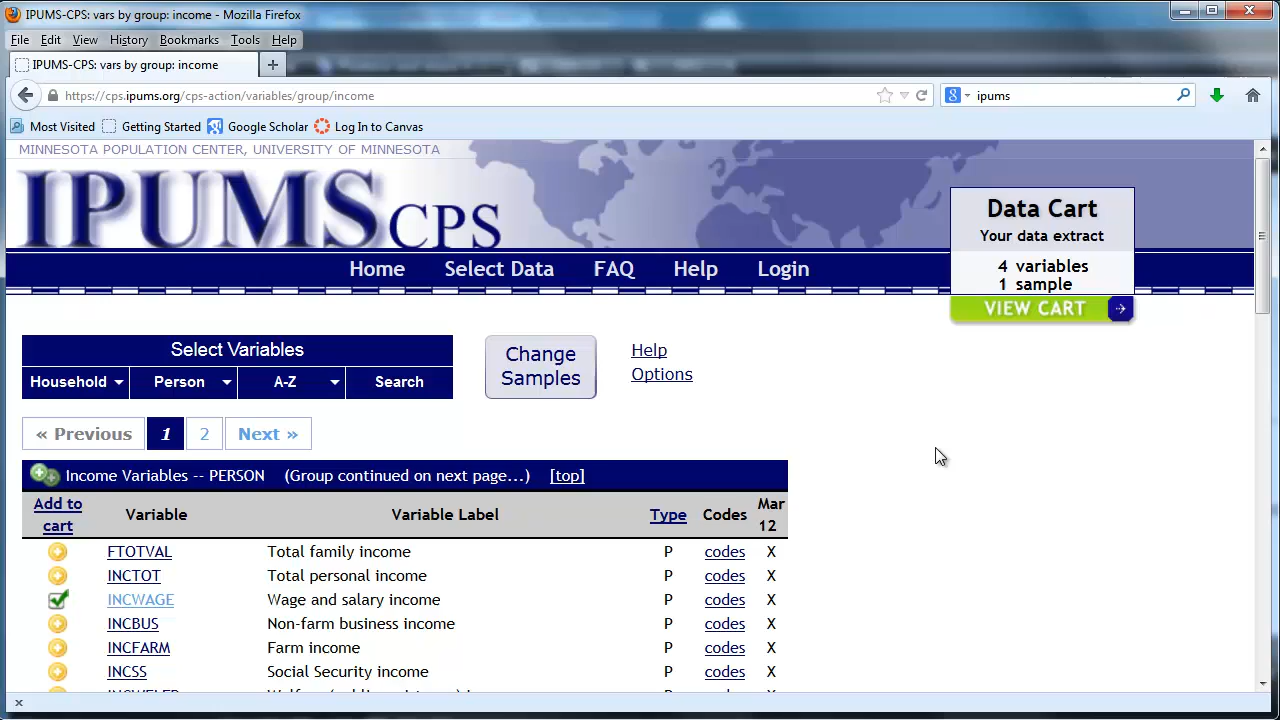 IPUMS-CPS: vars by group: income - Mozilla Firefox
File Edit View History Bookmarks Tools Help
IPUMS-CPS: vars by group: income
https://cps.ipums.org/cps-action/variables/group/income
ipums
Most Visited Getting Started Google Scholar Log In to Canvas
MINNESOTA POPULATION CENTER, UNIVERSITY OF MINNESOTA
IPUMS CPS
Data Cart
Your data extract
4 variables
1 sample
VIEW CART
Home Select Data FAQ Help Login
Select Variables
Household Person A-Z Search
Change
Samples
Help
Options
« Previous 1 2 Next »
Income Variables -- PERSON (Group continued on next page...) [top]
Add to cart Variable Variable Label Type Codes Mar 12
FTOTVAL Total family income P codes X
INCTOT Total personal income P codes X
INCWAGE Wage and salary income P codes X
INCBUS Non-farm business income P codes X
INCFARM Farm income P codes X
INCSS Social Security income P codes X